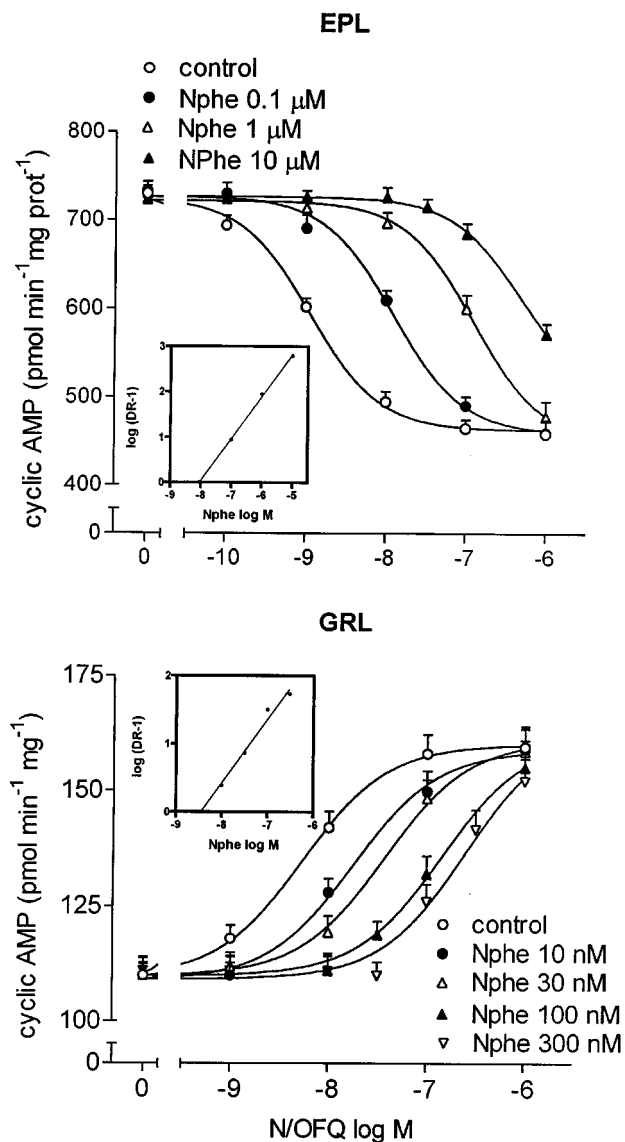 EPL
control
Nphe 0.1 μM
Nphe 1 μM
NPhe 10 μM
800
700
600
500
400
0
cyclic AMP (pmol min⁻¹mg prot⁻¹)
3
2
1
0
log (DR-1)
-9 -8 -7 -6 -5
Nphe log M
0 -10 -9 -8 -7 -6
GRL
175
150
125
100
0
cyclic AMP (pmol min⁻¹ mg⁻¹)
2
1
0
log (DR-1)
-9 -8 -7 -6
Nphe log M
control
Nphe 10 nM
Nphe 30 nM
Nphe 100 nM
Nphe 300 nM
0 -9 -8 -7 -6
N/OFQ log M